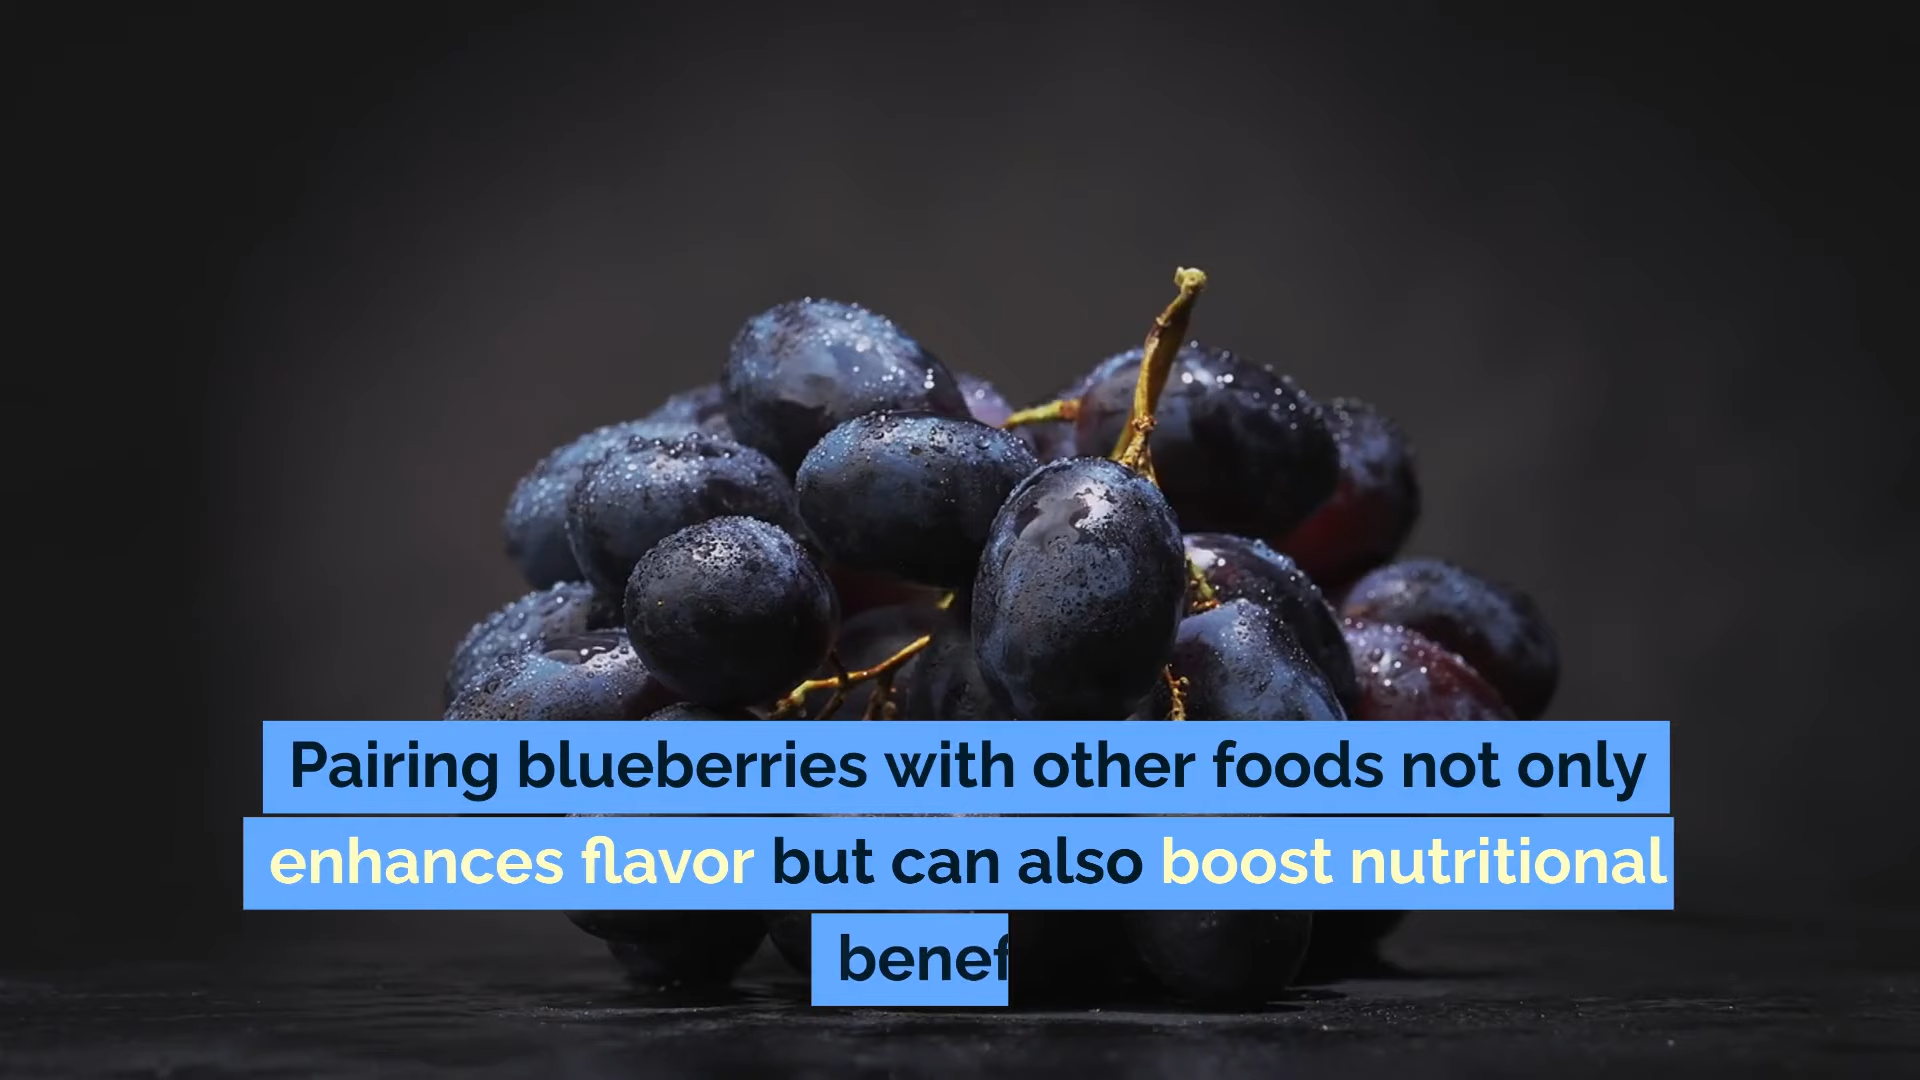 Pairing blueberries with other foods not only
enhances flavor but can also boost nutritional
benef